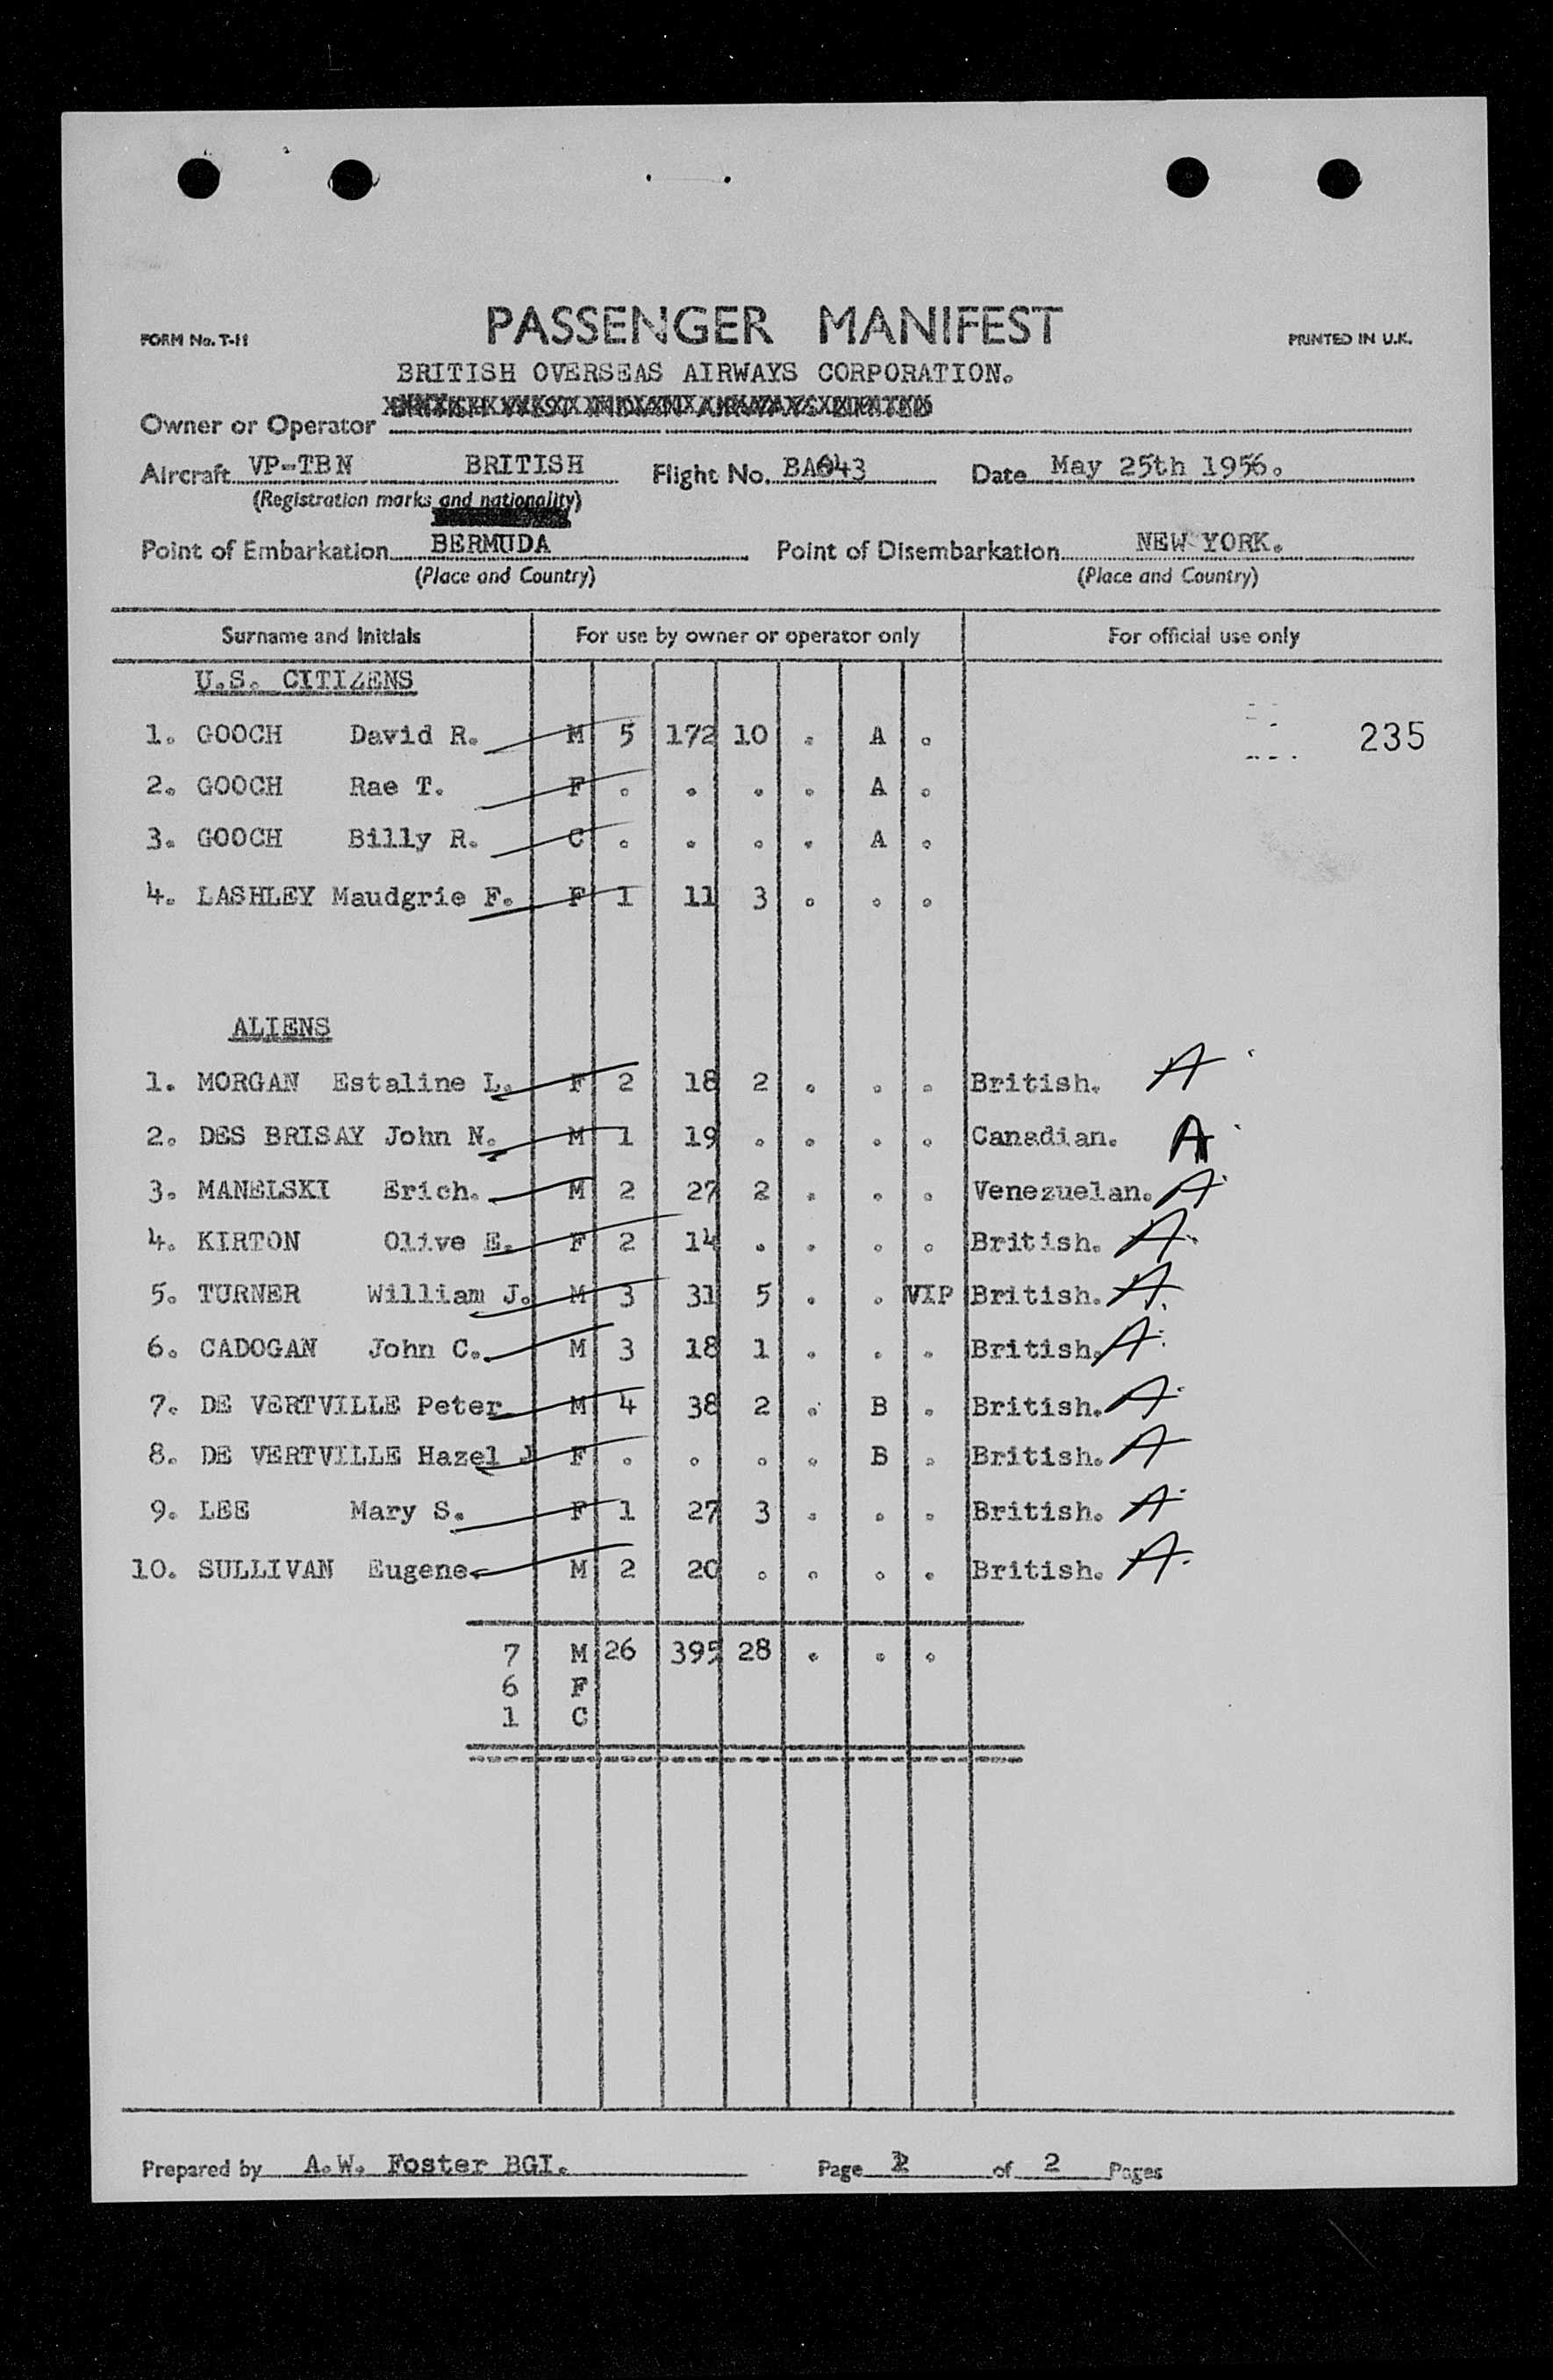 FORM No. T-11
PASSENGER MANIFEST
PRINTED IN U.K.
BRITISH OVERSEAS AIRWAYS CORPORATION.
Owner or Operator
Aircraft VP-TBN BRITISH Flight No. BA643 Date May 25th 1956.
(Registration marks and nationality)
Point of Embarkation BERMUDA Point of Disembarkation NEW YORK.
(Place and Country) (Place and Country)
Surname and Initials For use by owner or operator only For official use only
U.S. CITIZENS
1. GOOCH David R. M 5 172 10 . A . 235
2. GOOCH Rae T. F . . . . A .
3. GOOCH Billy R. C . . . . A .
4. LASHLEY Maudgrie F. F 1 11 3 . . .
ALIENS
1. MORGAN Estaline L. F 2 18 2 . . . British. A
2. DES BRISAY John N. M 1 19 . . . . Canadian. A
3. MANELSKI Erich. M 2 27 2 . . . Venezuelan. A
4. KIRTON Olive E. F 2 14 . . . . British. A
5. TURNER William J. M 3 31 5 . . VIP British. A
6. CADOGAN John C. M 3 18 1 . . . British. A
7. DE VERTVILLE Peter M 4 38 2 . B . British. A
8. DE VERTVILLE Hazel J F . . . . B . British. A
9. LEE Mary S. F 1 27 3 . . . British. A
10. SULLIVAN Eugene. M 2 20 . . . . British. A
7 M 26 395 28 . . .
6 F
1 C
Prepared by A.W. Foster BGI. Page of 2 Pages